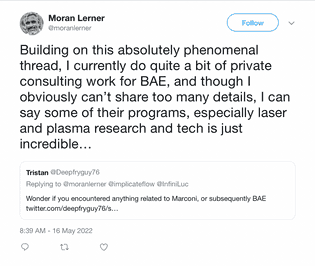 Moran Lerner
@moranlerner
Follow
Building on this absolutely phenomenal
thread, I currently do quite a bit of private
consulting work for BAE, and though I
obviously can't share too many details, I can
say some of their programs, especially laser
and plasma research and tech is just
incredible…
Tristan @Deepfryguy76
Replying to @moranlerner @implicateflow @InfiniLuc
Wonder if you encountered anything related to Marconi, or subsequently BAE
twitter.com/deepfryguy76/s…
8:39 AM - 16 May 2022